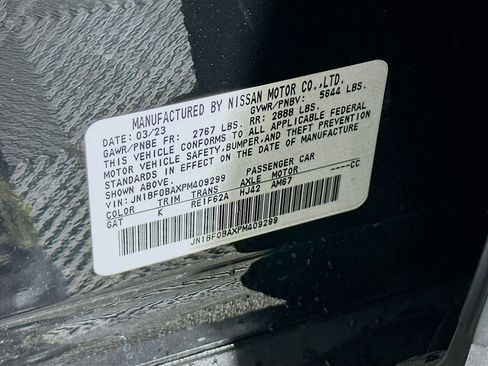 MANUFACTURED BY NISSAN MOTOR CO.,LTD.
DATE: 03/23 GVWR/PNBV: 5644 LBS.
GAWR/PNBE FR: 2767 LBS. RR: 2888 LBS.
THIS VEHICLE CONFORMS TO ALL APPLICABLE FEDERAL
MOTOR VEHICLE SAFETY,BUMPER,AND THEFT PREVENTION
STANDARDS IN EFFECT ON THE DATE OF MANUFACTURE
SHOWN ABOVE.
VIN: JN1BF0BAXPM409299 PASSENGER CAR
COLOR TRIM TRANS AXLE MOTOR ----CC
GAT K RE1F62A HJ42 AM67
JN1BF0BAXPM409299